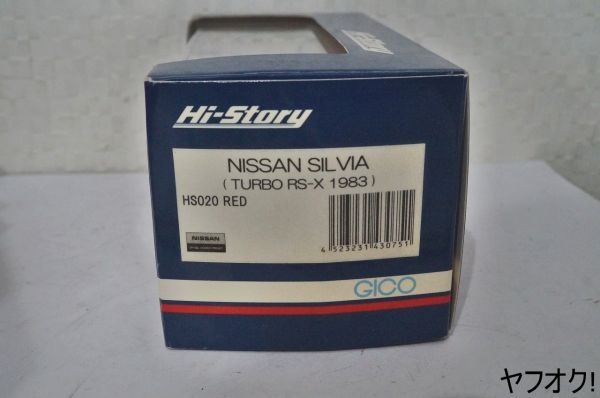 Hi-Story
NISSAN SILVIA
( TURBO RS-X 1983 )
HS020 RED
NISSAN
4 523231 430751
GICO
ヤフオク!